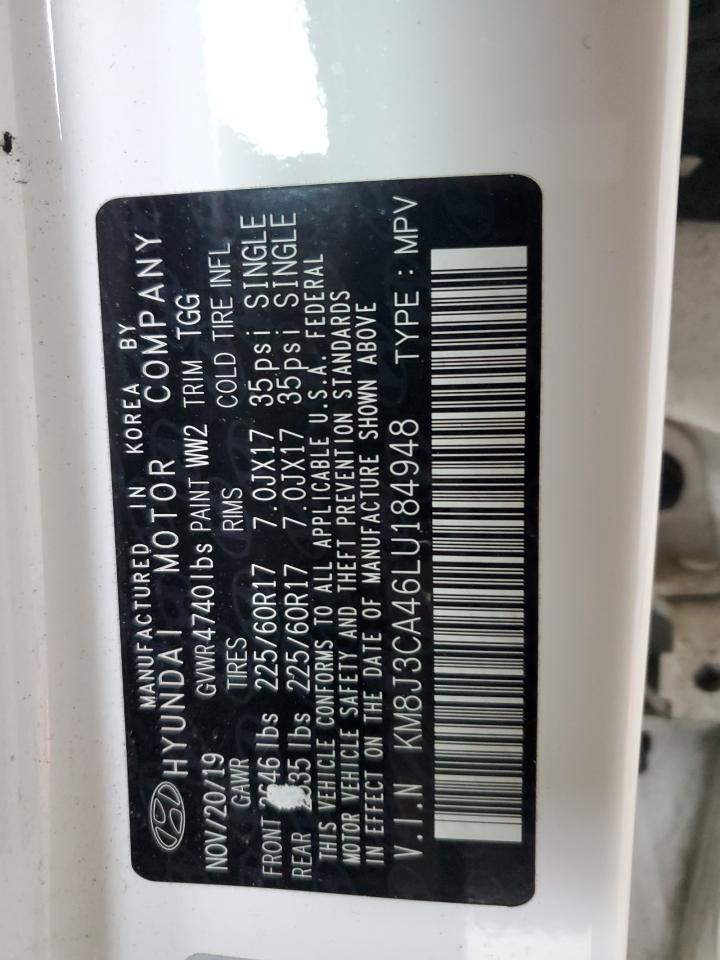 MANUFACTURED IN KOREA BY
HYUNDAI MOTOR COMPANY
NOV/20/19 GVWR4740lbs PAINT WW2 TRIM TGG
GAWR TIRES RIMS COLD TIRE INFL
FRONT lbs 225/60R17 7.0JX17 35psi SINGLE
REAR lbs 225/60R17 7.0JX17 35psi SINGLE
THIS VEHICLE CONFORMS TO ALL APPLICABLE U.S.A. FEDERAL
MOTOR VEHICLE SAFETY AND THEFT PREVENTION STANDARDS
IN EFFECT ON THE DATE OF MANUFACTURE SHOWN ABOVE
V.I.N KM8J3CA46LU184948 TYPE : MPV